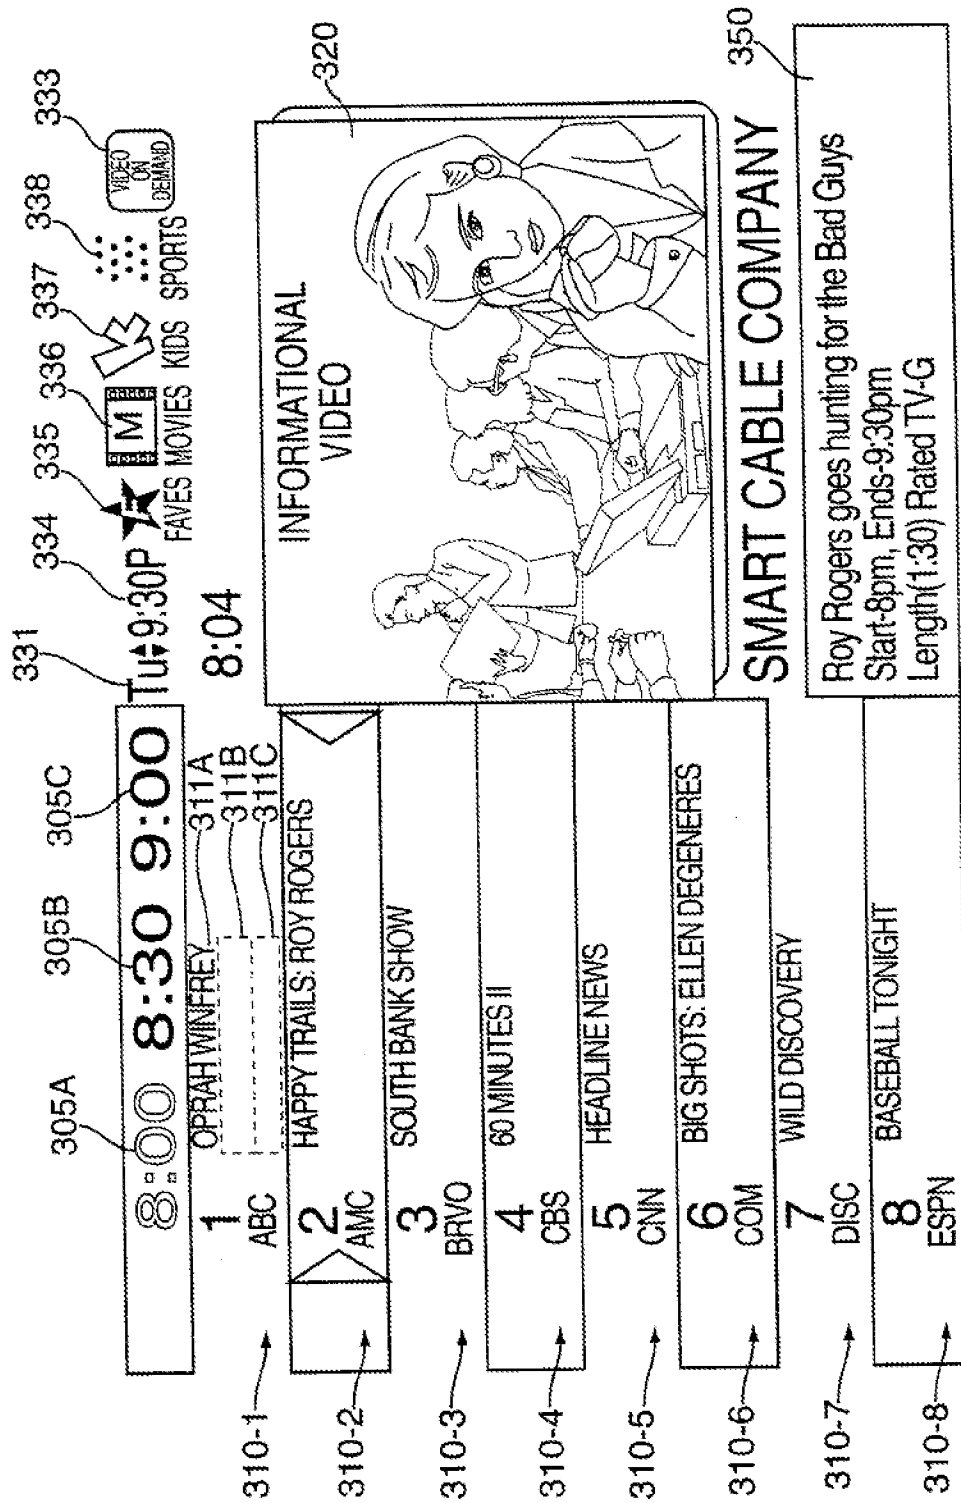 305A
305B
305C
331
334
335
336
337
338
333
8:00 8:30 9:00
Tu 9:30P
FAVES
M
MOVIES
KIDS
SPORTS
VIDEO
ON
DEMAND
8:04
310-1
1
ABC
OPRAH WINFREY
311A
311B
311C
310-2
2
AMC
HAPPY TRAILS: ROY ROGERS
310-3
3
BRVO
SOUTH BANK SHOW
310-4
4
CBS
60 MINUTES II
310-5
5
CNN
HEADLINE NEWS
310-6
6
COM
BIG SHOTS: ELLEN DEGENERES
310-7
7
DISC
WILD DISCOVERY
310-8
8
ESPN
BASEBALL TONIGHT
320
INFORMATIONAL
VIDEO
SMART CABLE COMPANY
350
Roy Rogers goes hunting for the Bad Guys
Start-8pm, Ends-9:30pm
Length(1:30) Rated TV-G